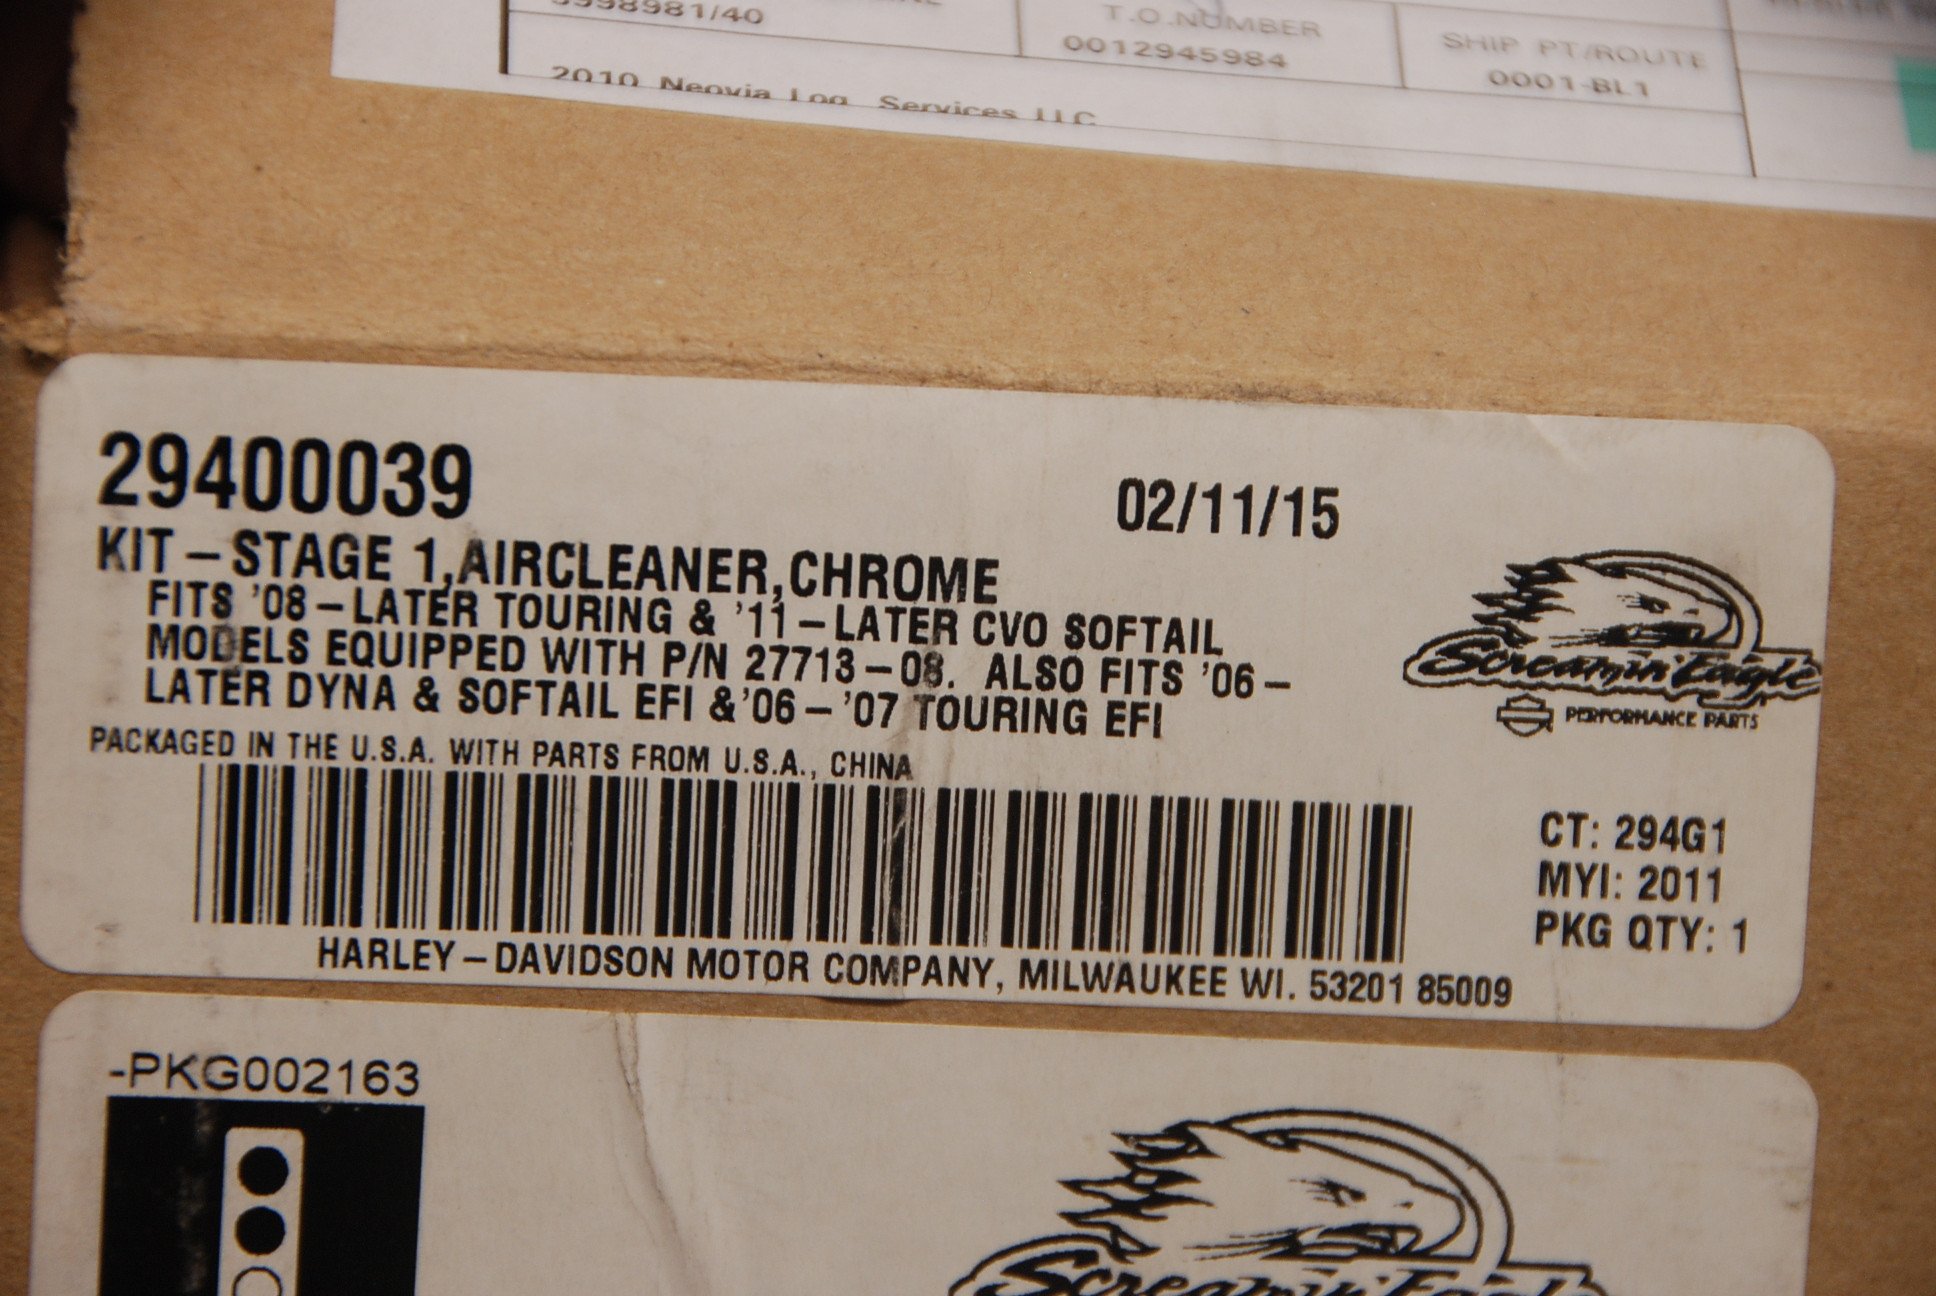 T.O.NUMBER
SHIP PT/ROUTE
0012945984
0001-BL1
2010 Neovia Log Services LLC
29400039
02/11/15
KIT – STAGE 1,AIRCLEANER,CHROME
FITS '08 – LATER TOURING & '11 – LATER CVO SOFTAIL
MODELS EQUIPPED WITH P/N 27713 – 08. ALSO FITS '06 –
LATER DYNA & SOFTAIL EFI &'06 – '07 TOURING EFI
PACKAGED IN THE U.S.A. WITH PARTS FROM U.S.A., CHINA
Screamin' Eagle
PERFORMANCE PARTS
CT: 294G1
MYI: 2011
PKG QTY: 1
HARLEY – DAVIDSON MOTOR COMPANY, MILWAUKEE WI. 53201 85009
-PKG002163
Screamin' Eagle